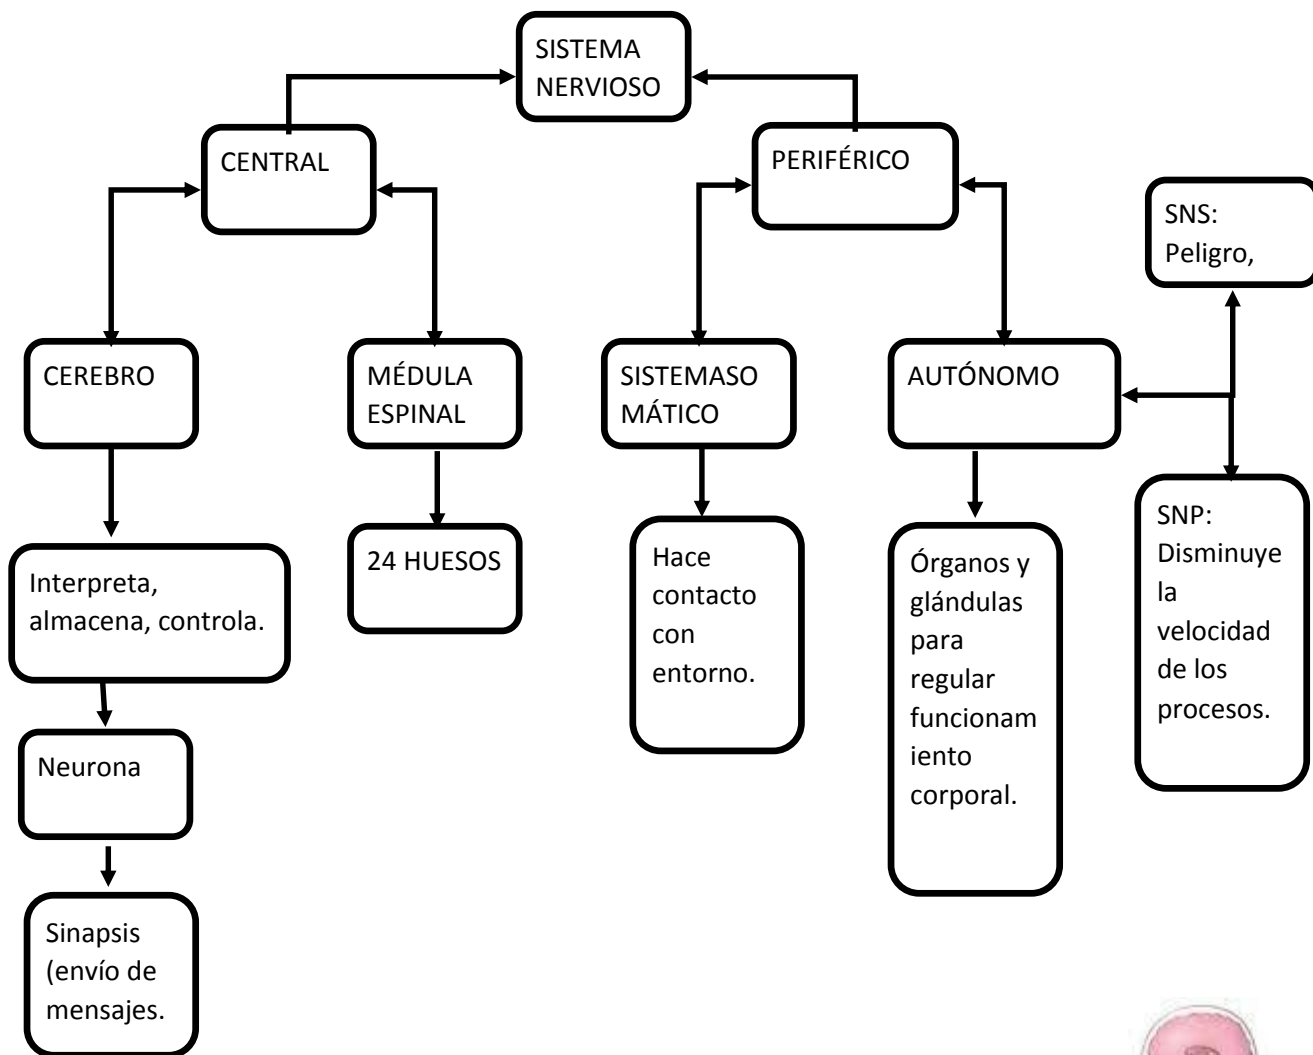 SISTEMA
NERVIOSO
CENTRAL
PERIFÉRICO
SNS:
Peligro,
CEREBRO
MÉDULA
ESPINAL
SISTEMASO
MÁTICO
AUTÓNOMO
SNP:
Disminuye
la
velocidad
de los
procesos.
Interpreta,
almacena, controla.
24 HUESOS
Hace
contacto
con
entorno.
Órganos y
glándulas
para
regular
funcionam
iento
corporal.
Neurona
Sinapsis
(envío de
mensajes.